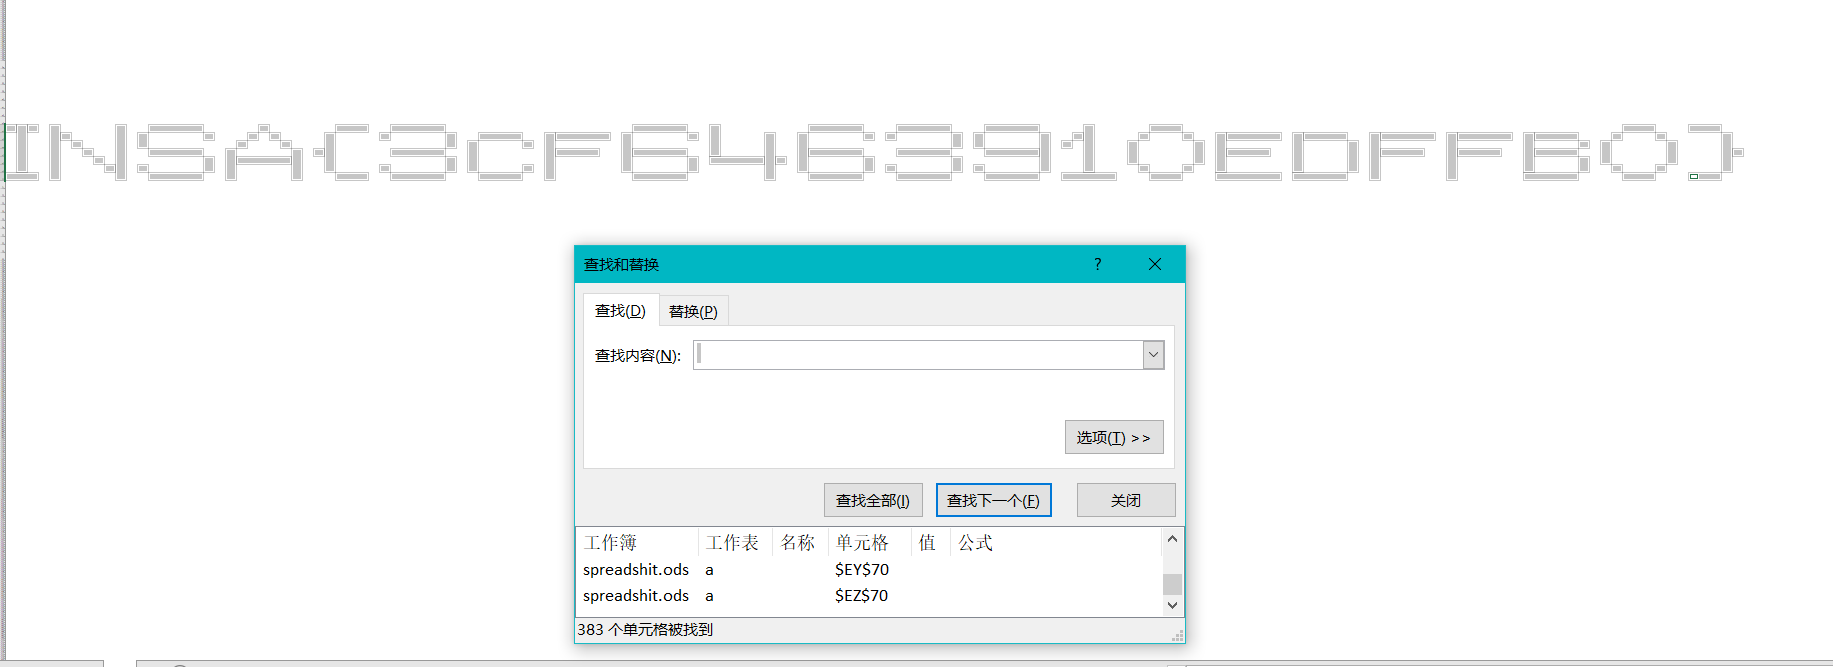 INSA{3CF6463910EDFFB0}
查找和替换 ?
查找(D) 替换(P)
查找内容(N):
选项(T) >>
查找全部(I) 查找下一个(F) 关闭
工作簿 工作表 名称 单元格 值 公式
spreadshit.ods a $EY$70
spreadshit.ods a $EZ$70
383 个单元格被找到